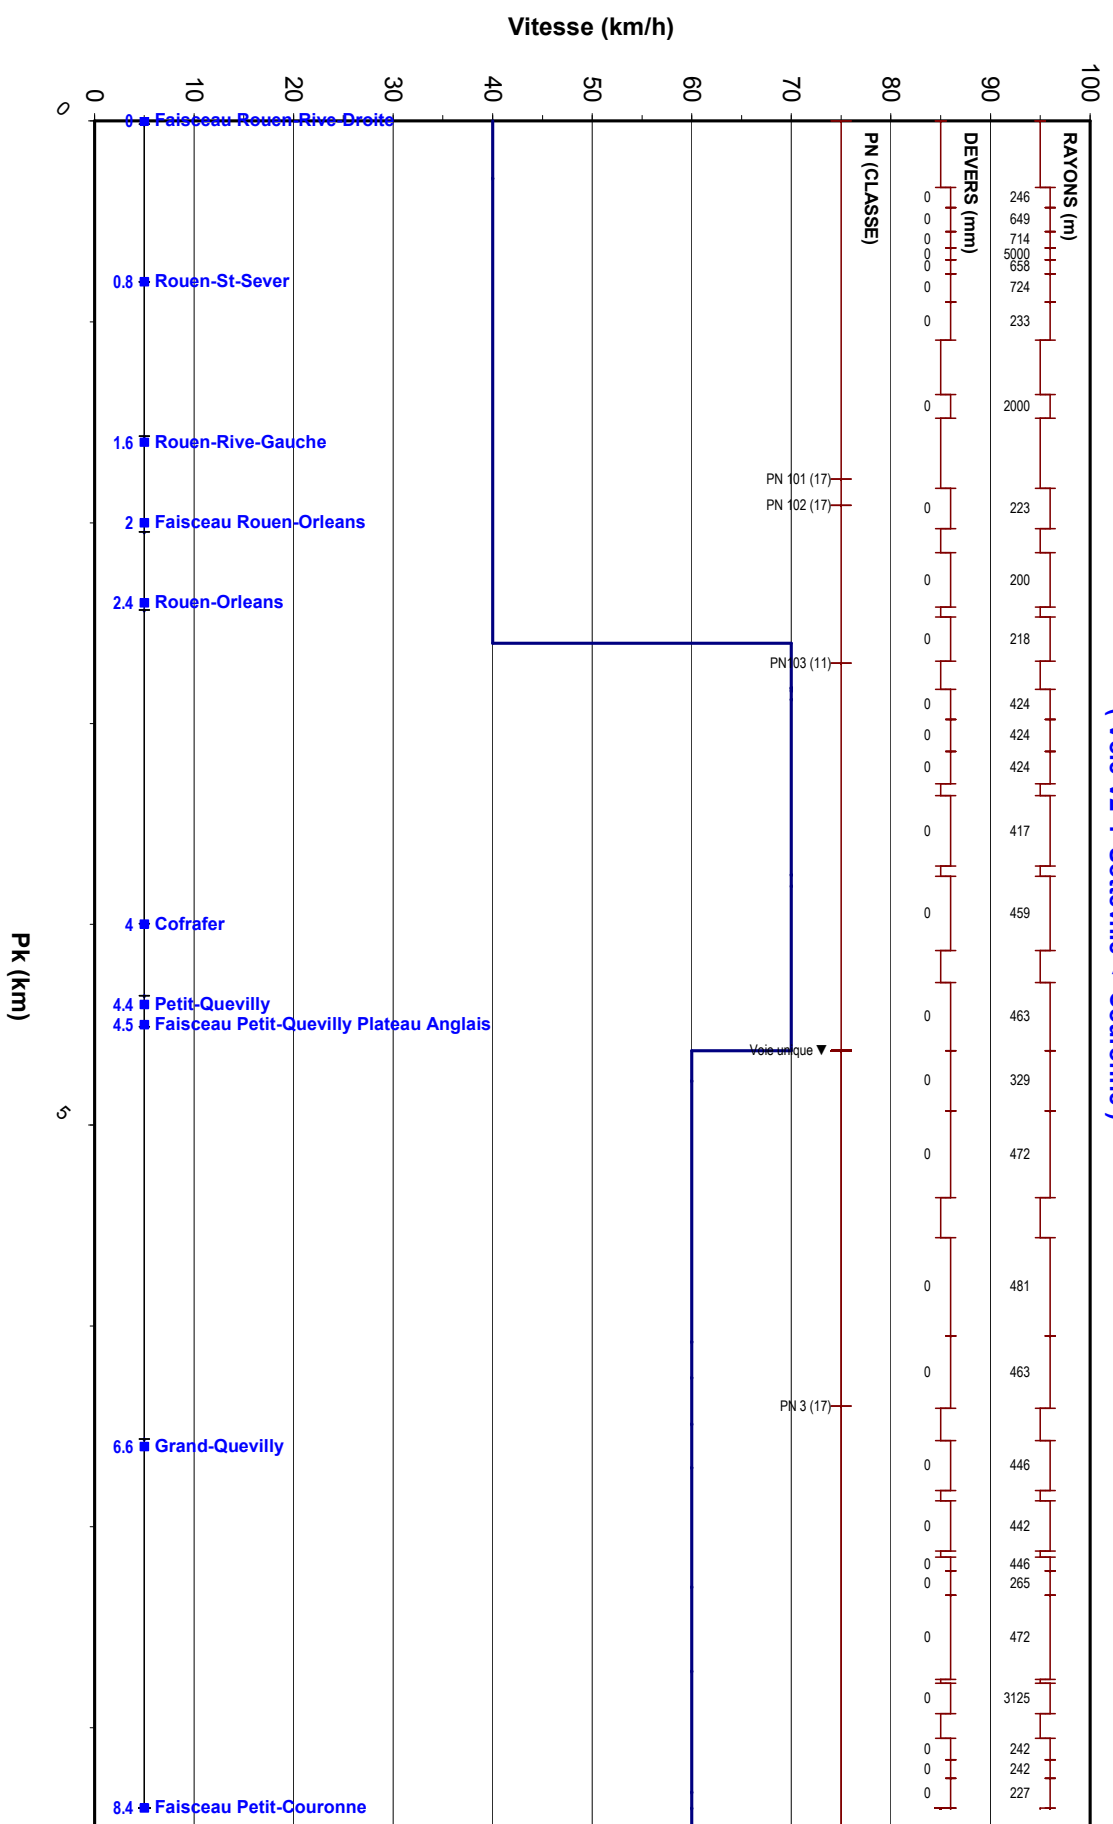 Vitesse (km/h)
0
10
20
30
40
50
60
70
80
90
100
RAYONS (m)
DEVERS (mm)
PN (CLASSE)
0
5
Pk (km)
0 Faisceau Rouen-Rive-Droite
0.8 Rouen-St-Sever
1.6 Rouen-Rive-Gauche
2 Faisceau Rouen-Orleans
2.4 Rouen-Orleans
4 Cofrafer
4.4 Petit-Quevilly
4.5 Faisceau Petit-Quevilly Plateau Anglais
6.6 Grand-Quevilly
8.4 Faisceau Petit-Couronne
PN 101 (17)
PN 102 (17)
PN103 (11)
Voie unique ▼
PN 3 (17)
0 246
0 649
0 714
0 5000
0 658
0 724
0 233
0 2000
0 223
0 200
0 218
0 424
0 424
0 424
0 417
0 459
0 463
0 329
0 472
0 481
0 463
0 446
0 442
0 446
0 265
0 472
0 3125
0 242
0 242
0 227